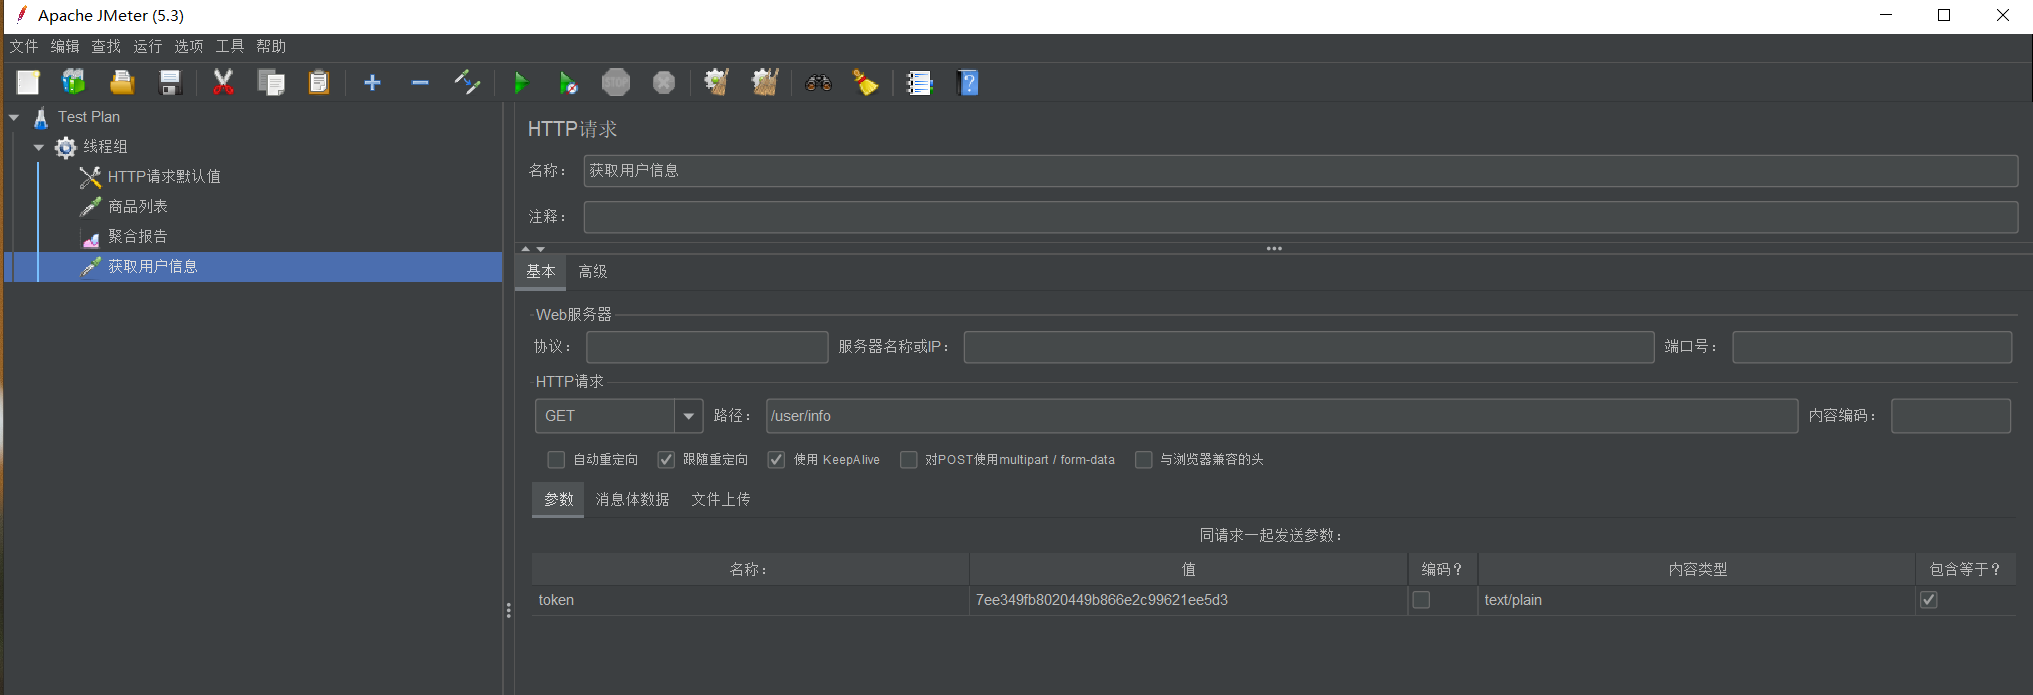 Apache JMeter (5.3)
文件 编辑 查找 运行 选项 工具 帮助
STOP
Test Plan
线程组
HTTP请求默认值
商品列表
聚合报告
获取用户信息
HTTP请求
名称： 获取用户信息
注释：
基本 高级
Web服务器
协议： 服务器名称或IP： 端口号：
HTTP请求
GET 路径： /user/info 内容编码：
自动重定向 跟随重定向 使用 KeepAlive 对POST使用multipart / form-data 与浏览器兼容的头
参数 消息体数据 文件上传
同请求一起发送参数：
名称： 值 编码？ 内容类型 包含等于？
token 7ee349fb8020449b866e2c99621ee5d3 text/plain